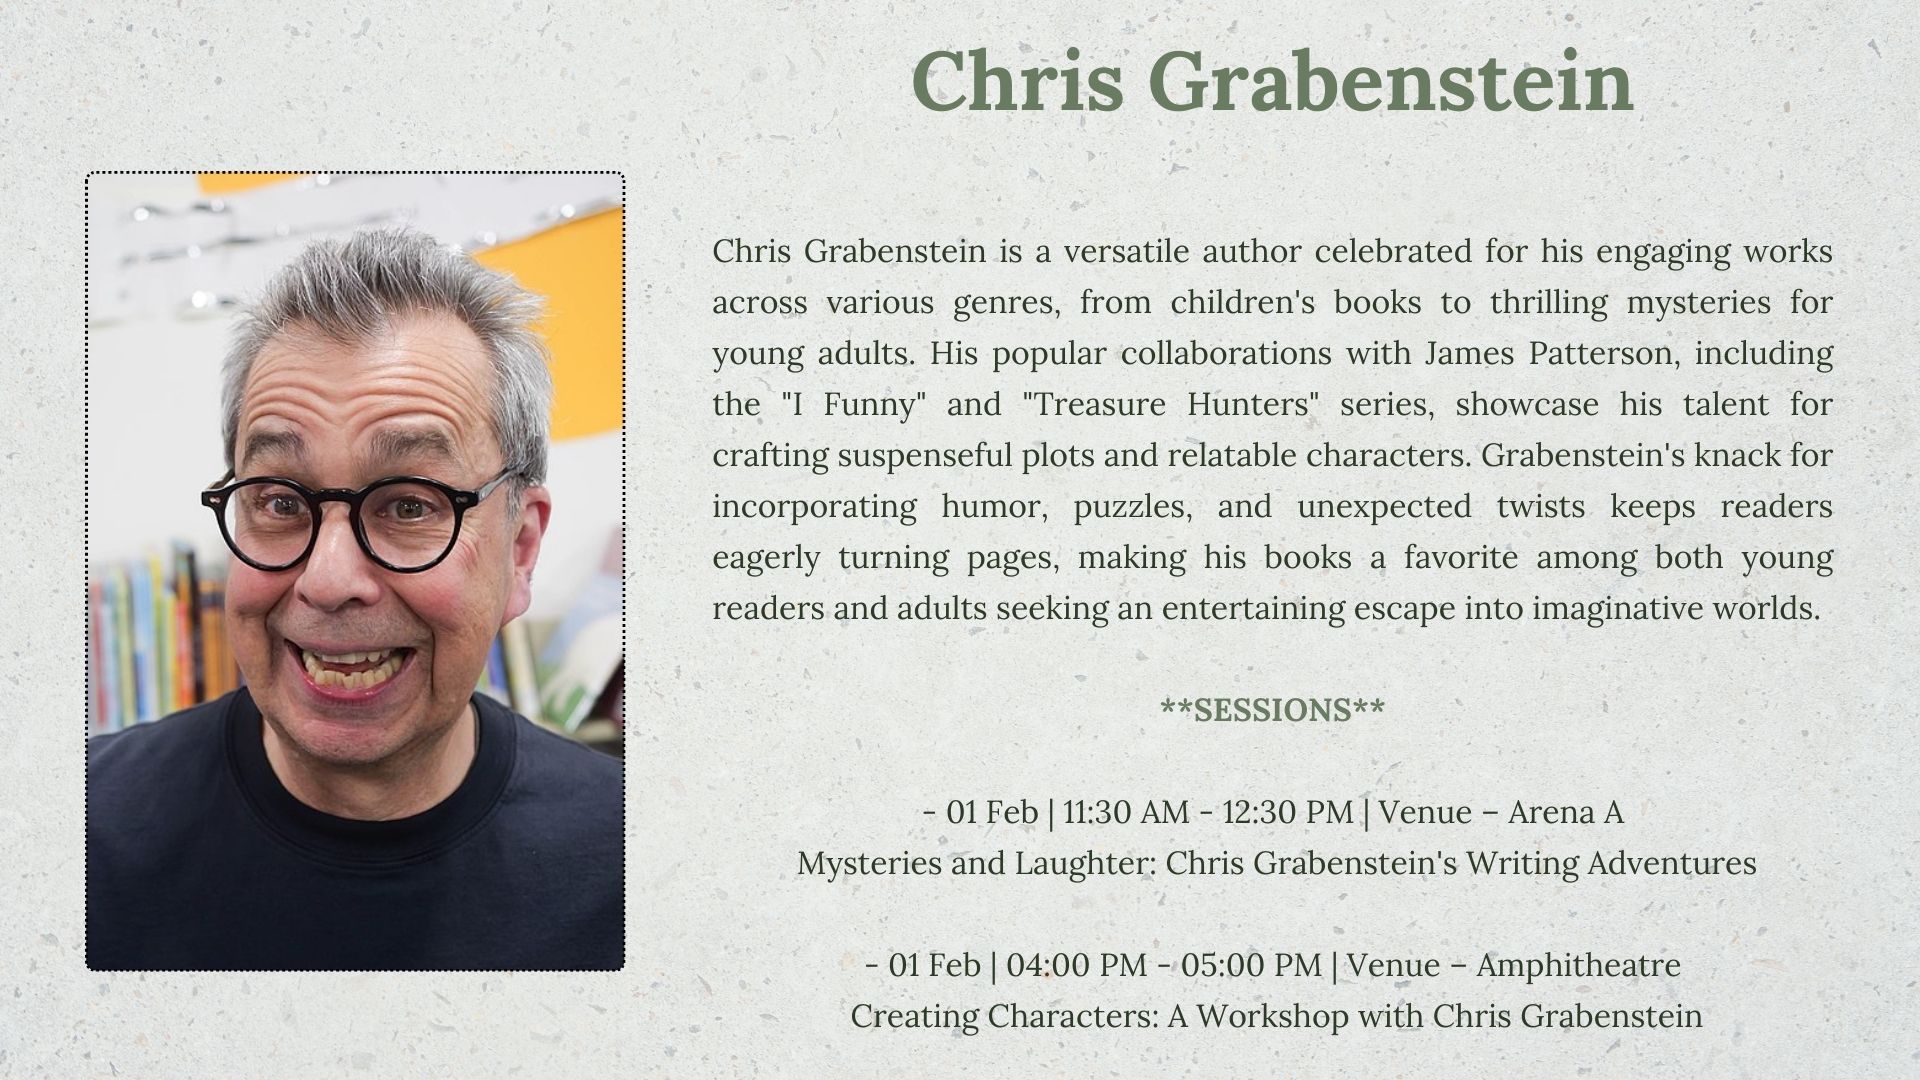 Chris Grabenstein
Chris Grabenstein is a versatile author celebrated for his engaging works
across various genres, from children's books to thrilling mysteries for
young adults. His popular collaborations with James Patterson, including
the "I Funny" and "Treasure Hunters" series, showcase his talent for
crafting suspenseful plots and relatable characters. Grabenstein's knack for
incorporating humor, puzzles, and unexpected twists keeps readers
eagerly turning pages, making his books a favorite among both young
readers and adults seeking an entertaining escape into imaginative worlds.
**SESSIONS**
- 01 Feb | 11:30 AM - 12:30 PM | Venue – Arena A
Mysteries and Laughter: Chris Grabenstein's Writing Adventures
- 01 Feb | 04:00 PM - 05:00 PM | Venue – Amphitheatre
Creating Characters: A Workshop with Chris Grabenstein